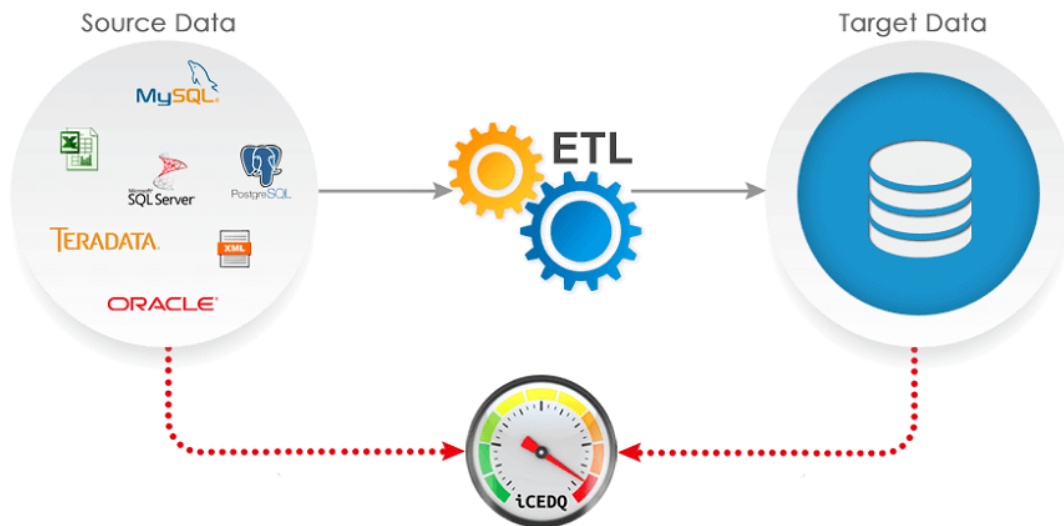 Source Data
Target Data
MySQL®
ETL
Microsoft®
SQL Server
PostgreSQL
TERADATA.
XML
ORACLE®
iCEDQ